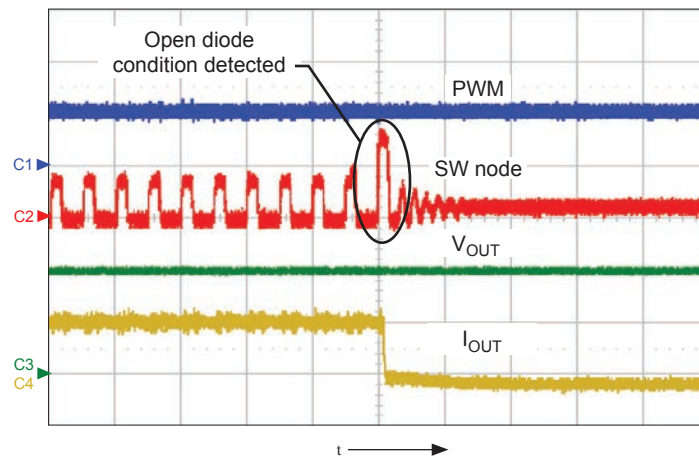 Open diode
condition detected
PWM
C1
SW node
C2
VOUT
IOUT
C3
C4
t